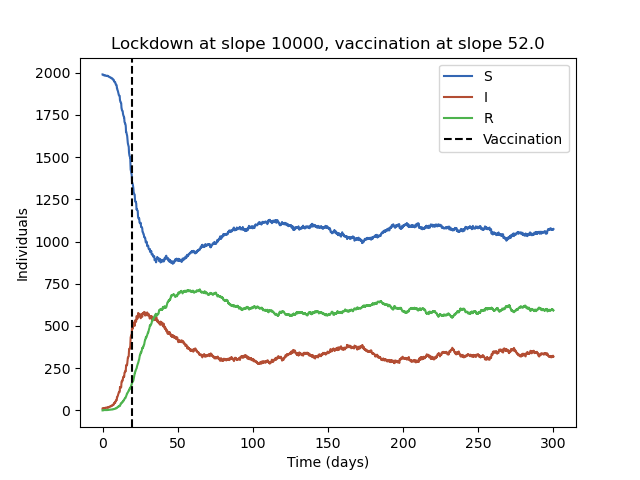 Lockdown at slope 10000, vaccination at slope 52.0
S
I
R
Vaccination
Individuals
2000
1750
1500
1250
1000
750
500
250
0
0 50 100 150 200 250 300
Time (days)